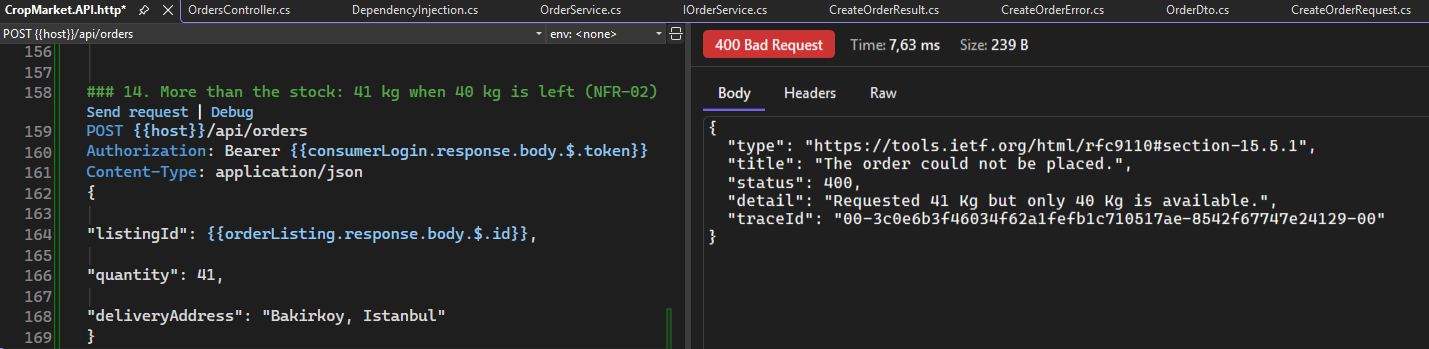 CropMarket.API.http*
OrdersController.cs
DependencyInjection.cs
OrderService.cs
IOrderService.cs
CreateOrderResult.cs
CreateOrderError.cs
OrderDto.cs
CreateOrderRequest.cs
POST {{host}}/api/orders
env: <none>
156
157
158 ### 14. More than the stock: 41 kg when 40 kg is left (NFR-02)
Send request | Debug
159 POST {{host}}/api/orders
160 Authorization: Bearer {{consumerLogin.response.body.$.token}}
161 Content-Type: application/json
162 {
163
164 "listingId": {{orderListing.response.body.$.id}},
165
166 "quantity": 41,
167
168 "deliveryAddress": "Bakirkoy, Istanbul"
169 }
400 Bad Request Time: 7,63 ms Size: 239 B
Body Headers Raw
{
"type": "https://tools.ietf.org/html/rfc9110#section-15.5.1",
"title": "The order could not be placed.",
"status": 400,
"detail": "Requested 41 Kg but only 40 Kg is available.",
"traceId": "00-3c0e6b3f46034f62a1fefb1c710517ae-8542f67747e24129-00"
}